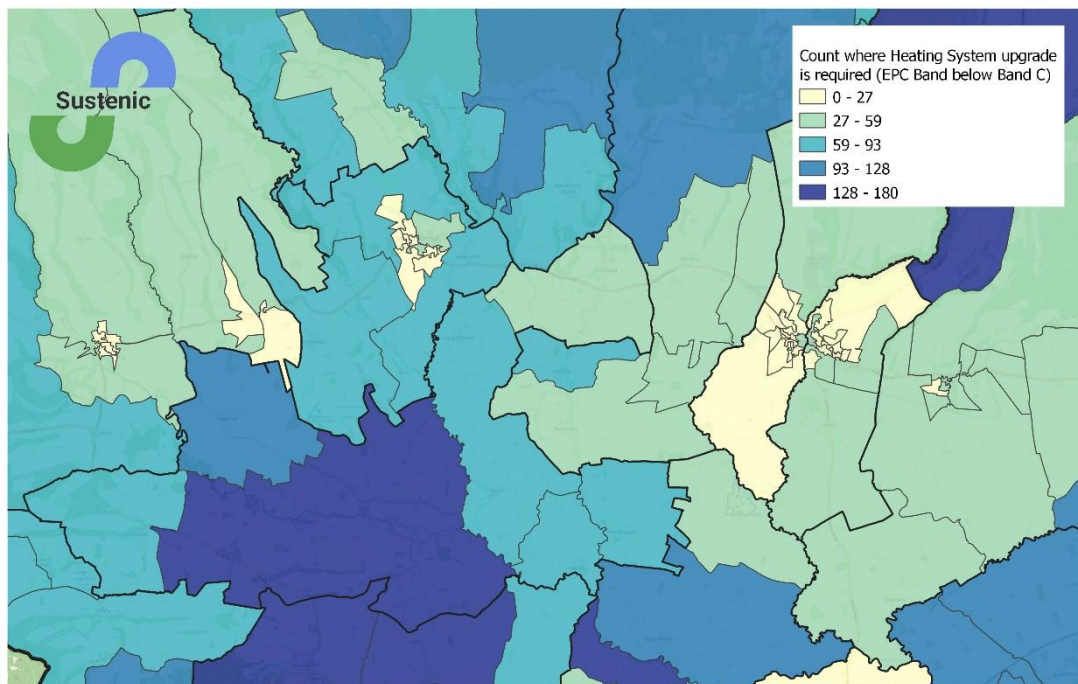 Sustenic
Count where Heating System upgrade
is required (EPC Band below Band C)
0 - 27
27 - 59
59 - 93
93 - 128
128 - 180